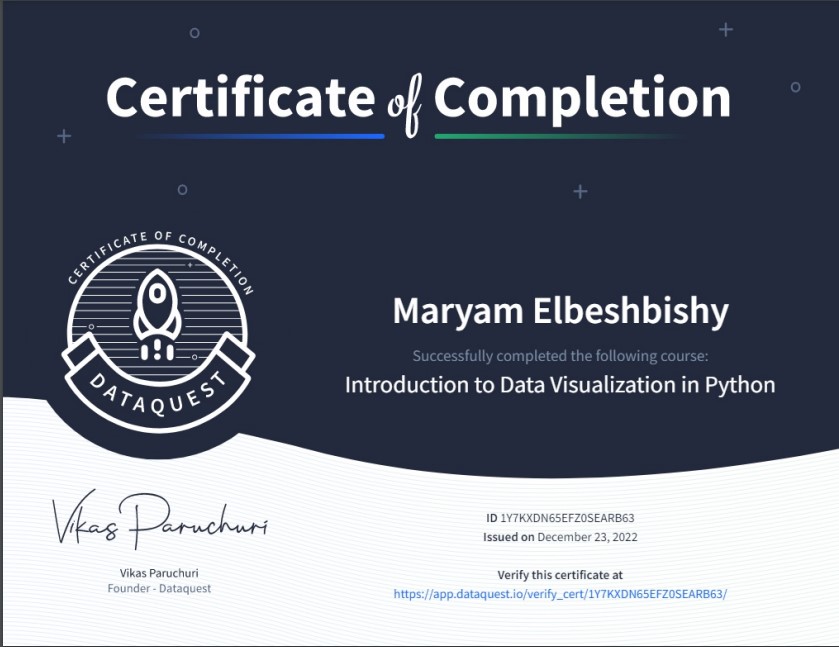 Certificate of Completion
CERTIFICATE OF COMPLETION
DATAQUEST
Maryam Elbeshbishy
Successfully completed the following course:
Introduction to Data Visualization in Python
Vikas Paruchuri
Vikas Paruchuri
Founder - Dataquest
ID 1Y7KXDN65EFZ0SEARB63
Issued on December 23, 2022
Verify this certificate at
https://app.dataquest.io/verify_cert/1Y7KXDN65EFZ0SEARB63/